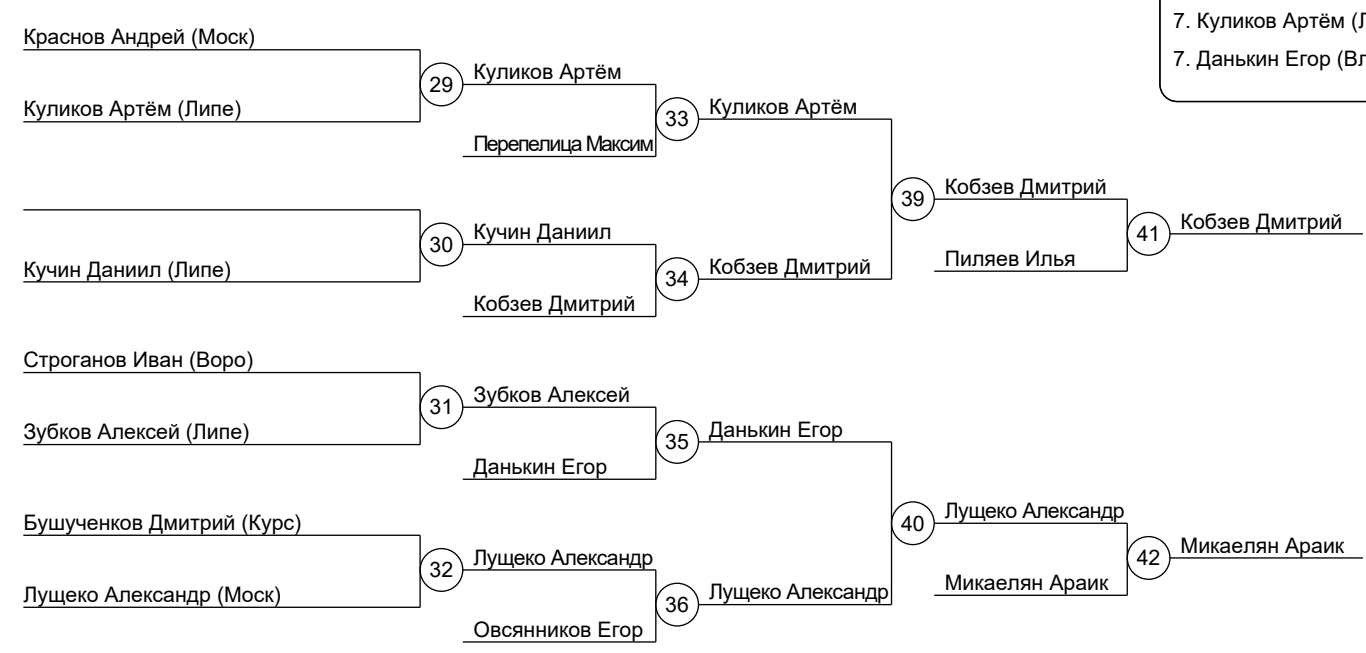 7. Куликов Артём (Л
7. Данькин Егор (Вл
Краснов Андрей (Моск)
29
Куликов Артём
Куликов Артём (Липе)
33
Куликов Артём
Перепелица Максим
39
Кобзев Дмитрий
30
Кучин Даниил
Кучин Даниил (Липе)
34
Кобзев Дмитрий
Кобзев Дмитрий
41
Кобзев Дмитрий
Пиляев Илья
Строганов Иван (Воро)
31
Зубков Алексей
Зубков Алексей (Липе)
35
Данькин Егор
Данькин Егор
40
Лущеко Александр
Бушученков Дмитрий (Курс)
32
Лущеко Александр
Лущеко Александр (Моск)
36
Лущеко Александр
Овсянников Егор
42
Микаелян Араик
Микаелян Араик